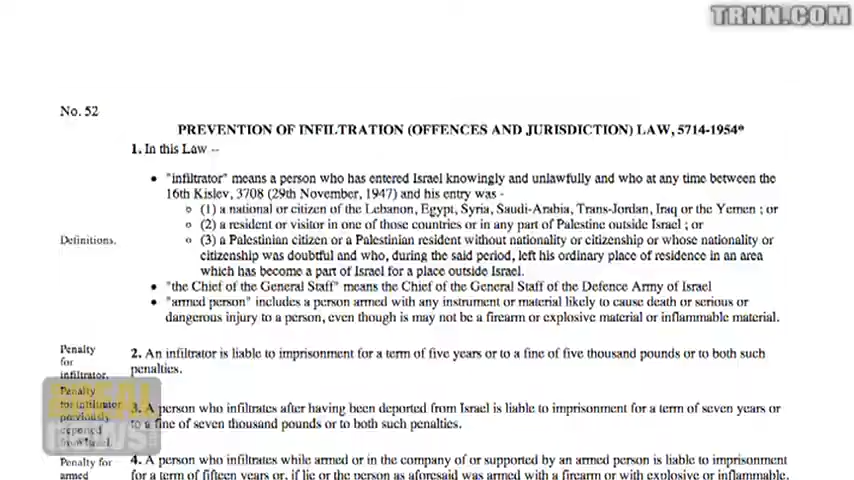 TRNN.COM
No. 52
PREVENTION OF INFILTRATION (OFFENCES AND JURISDICTION) LAW, 5714-1954*
1. In this Law --
• "infiltrator" means a person who has entered Israel knowingly and unlawfully and who at any time between the
16th Kislev, 3708 (29th November, 1947) and his entry was -
(1) a national or citizen of the Lebanon, Egypt, Syria, Saudi-Arabia, Trans-Jordan, Iraq or the Yemen ; or
(2) a resident or visitor in one of those countries or in any part of Palestine outside Israel ; or
Definitions.
(3) a Palestinian citizen or a Palestinian resident without nationality or citizenship or whose nationality or
citizenship was doubtful and who, during the said period, left his ordinary place of residence in an area
which has become a part of Israel for a place outside Israel.
• "the Chief of the General Staff" means the Chief of the General Staff of the Defence Army of Israel
• "armed person" includes a person armed with any instrument or material likely to cause death or serious or
dangerous injury to a person, even though is may not be a firearm or explosive material or inflammable material.
Penalty
for
infiltrator.
2. An infiltrator is liable to imprisonment for a term of five years or to a fine of five thousand pounds or to both such
penalties.
Penalty
for infiltrator
previously
deported
from Israel.
3. A person who infiltrates after having been deported from Israel is liable to imprisonment for a term of seven years or
to a fine of seven thousand pounds or to both such penalties.
Penalty for
armed
4. A person who infiltrates while armed or in the company of or supported by an armed person is liable to imprisonment
for a term of fifteen years or, if lie or the person as aforesaid was armed with a firearm or with explosive or inflammable
REAL
NEWS